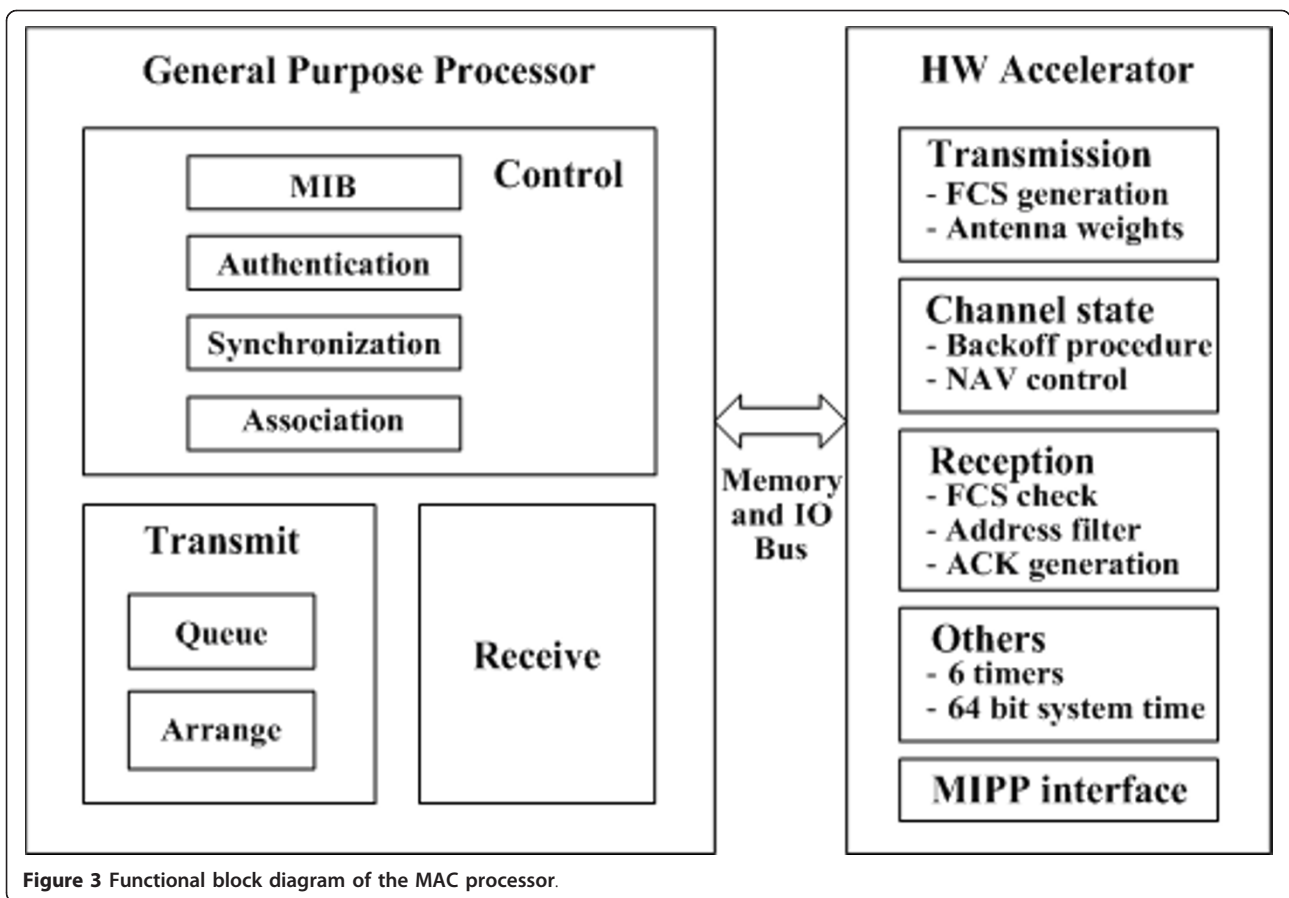 General Purpose Processor
Control
MIB
Authentication
Synchronization
Association
Transmit
Queue
Arrange
Receive
Memory
and IO
Bus
HW Accelerator
Transmission
- FCS generation
- Antenna weights
Channel state
- Backoff procedure
- NAV control
Reception
- FCS check
- Address filter
- ACK generation
Others
- 6 timers
- 64 bit system time
MIPP interface
Figure 3 Functional block diagram of the MAC processor.